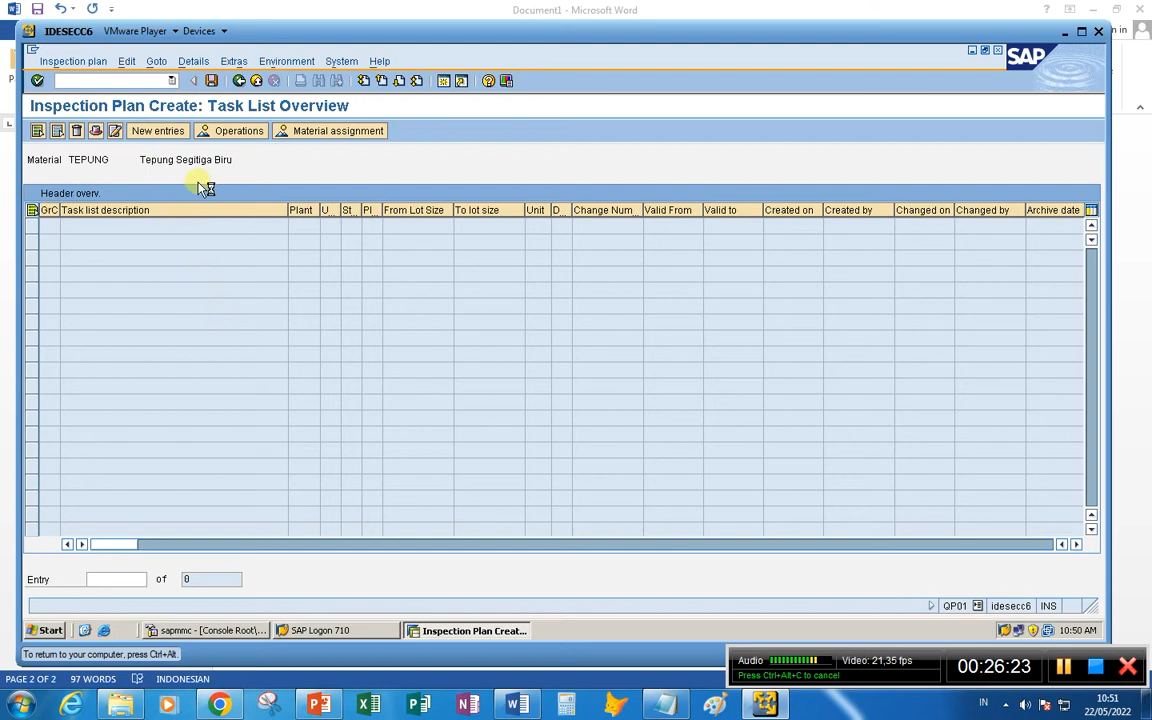 Document1 - Microsoft Word
IDESECC6 VMware Player Devices
in in
Inspection plan Edit Goto Details Extras Environment System Help
SAP
Inspection Plan Create: Task List Overview
New entries Operations Material assignment
Material TEPUNG Tepung Segitiga Biru
Header overv.
GrC Task list description Plant U... St Pl... From Lot Size To lot size Unit D... Change Num... Valid From Valid to Created on Created by Changed on Changed by Archive date
Entry of 0
QP01 idesecc6 INS
Start sapmmc - [Console Root\... SAP Logon 710 Inspection Plan Creat... 10:50 AM
To return to your computer, press Ctrl+Alt.
PAGE 2 OF 2 97 WORDS INDONESIAN
Audio Video: 21,35 fps
Press Ctrl+Alt+C to cancel
00:26:23
IN 10:51
22/05/2022